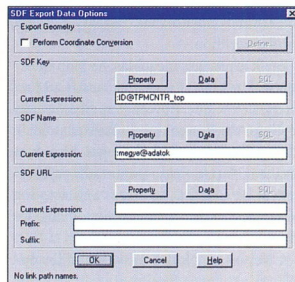 SDF Export Data Options
Export Geometry
Perform Coordinate Conversion
Define...
SDF Key
Property Data SQL
Current Expression: :ID@TPMCNTR_top
SDF Name
Property Data SQL
Current Expression: :megye@adatok
SDF URL
Property Data SQL
Current Expression:
Prefix:
Suffix:
OK Cancel Help
No link path names.